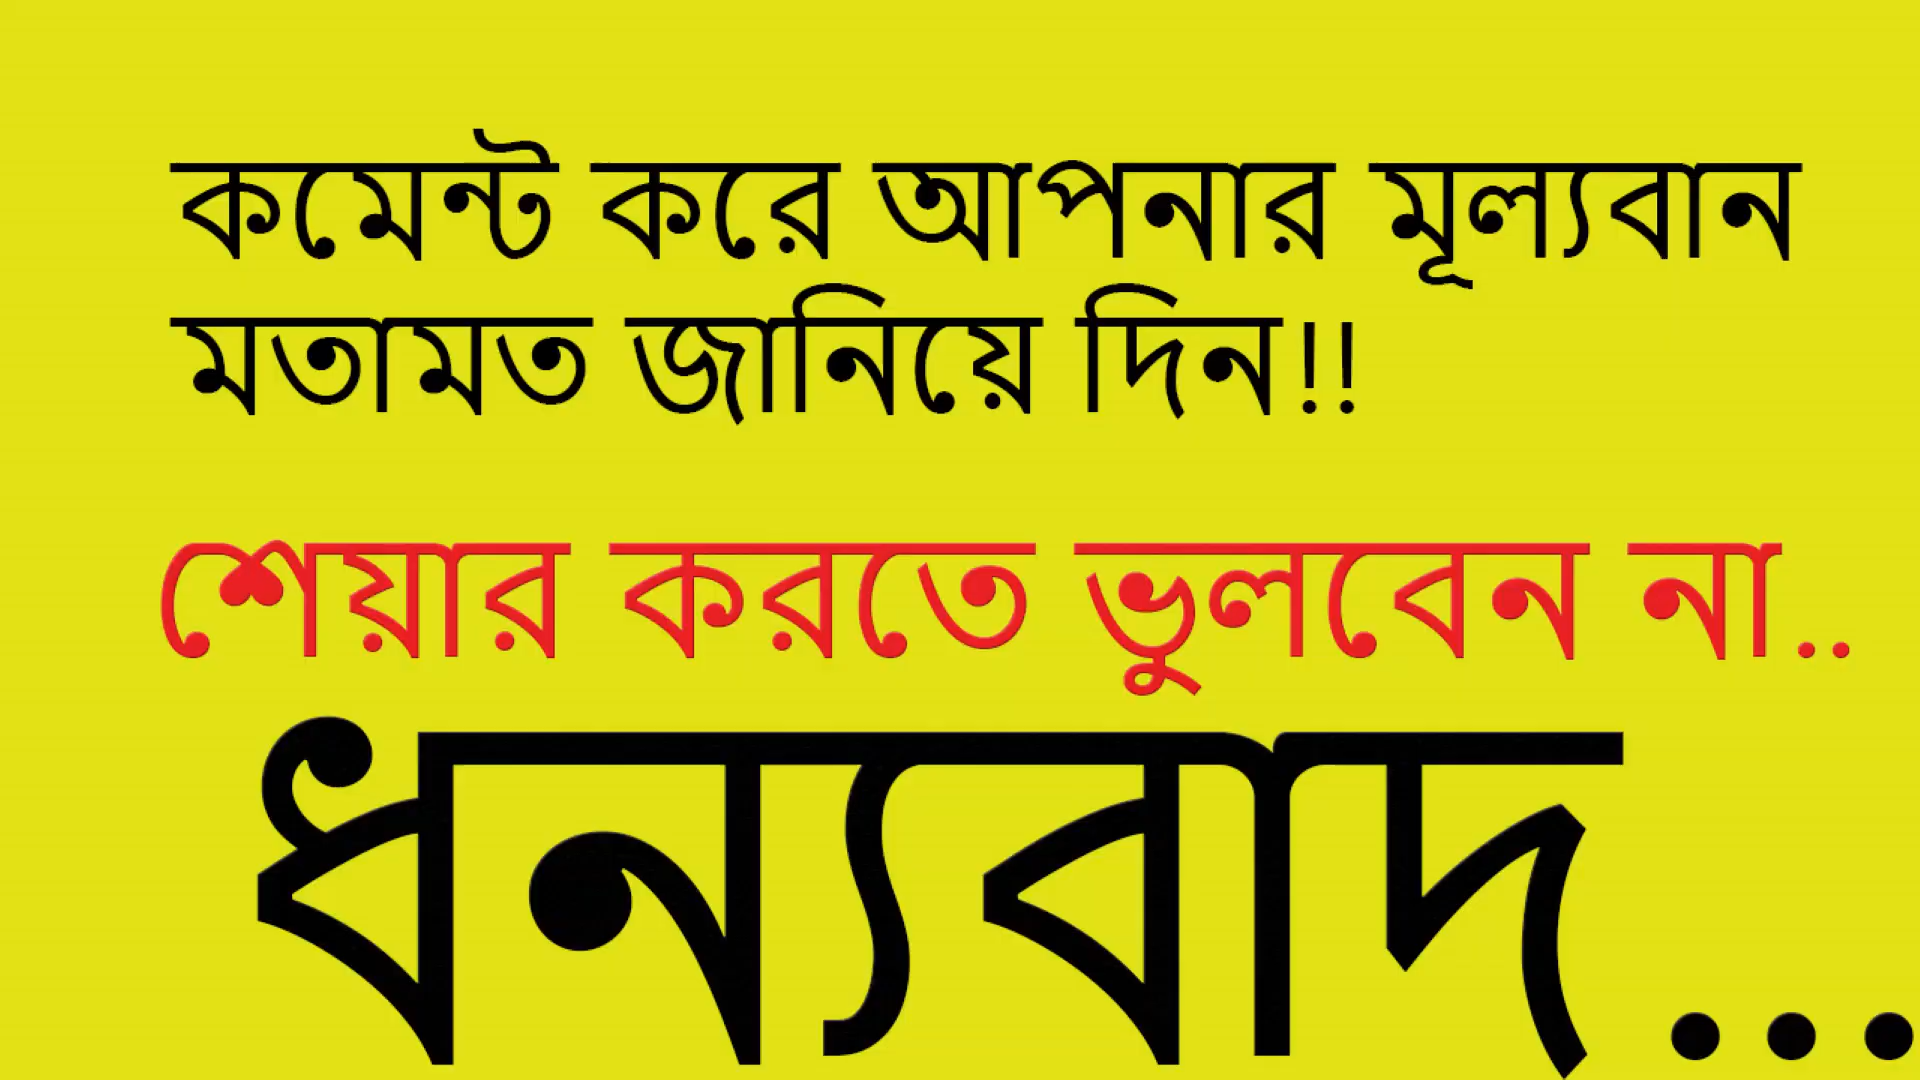 কমেন্ট করে আপনার মূল্যবান
মতামত জানিয়ে দিন!!
শেয়ার করতে ভুলবেন না..
ধন্যবাদ...